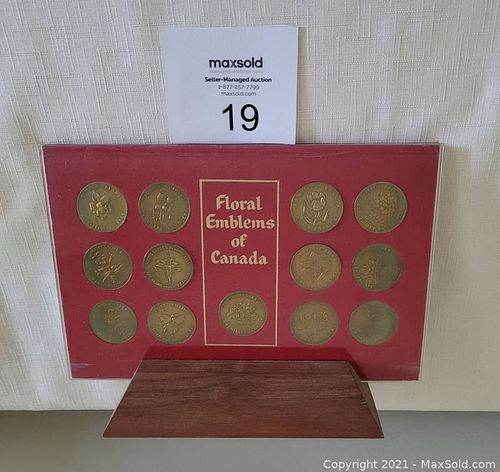 maxsold
Seller-Managed Auction
1-877-257-7799
maxsold.com
19
Floral
Emblems
of
Canada
Copyright 2021 - MaxSold.com